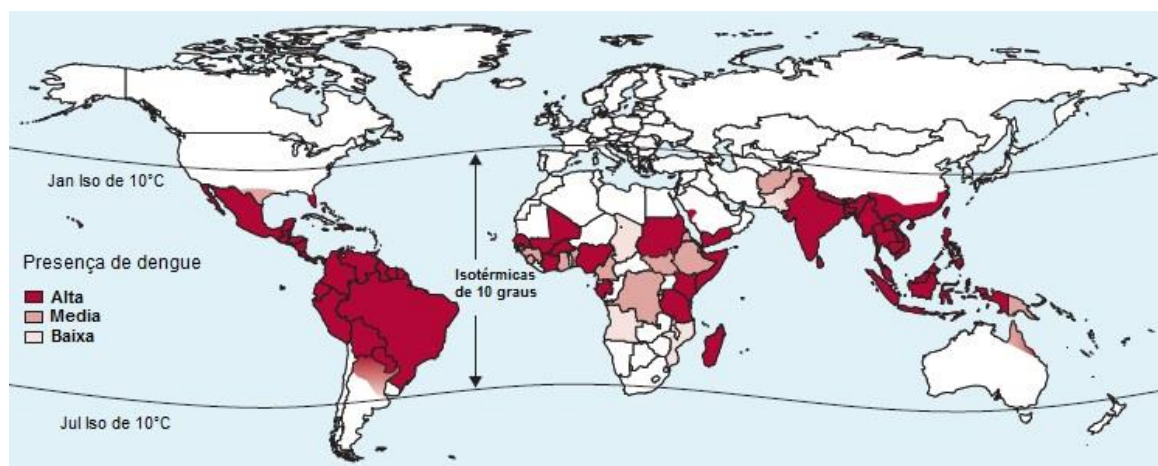 Jan Iso de 10°C
Presença de dengue
Alta
Media
Baixa
Isotérmicas
de 10 graus
Jul Iso de 10°C